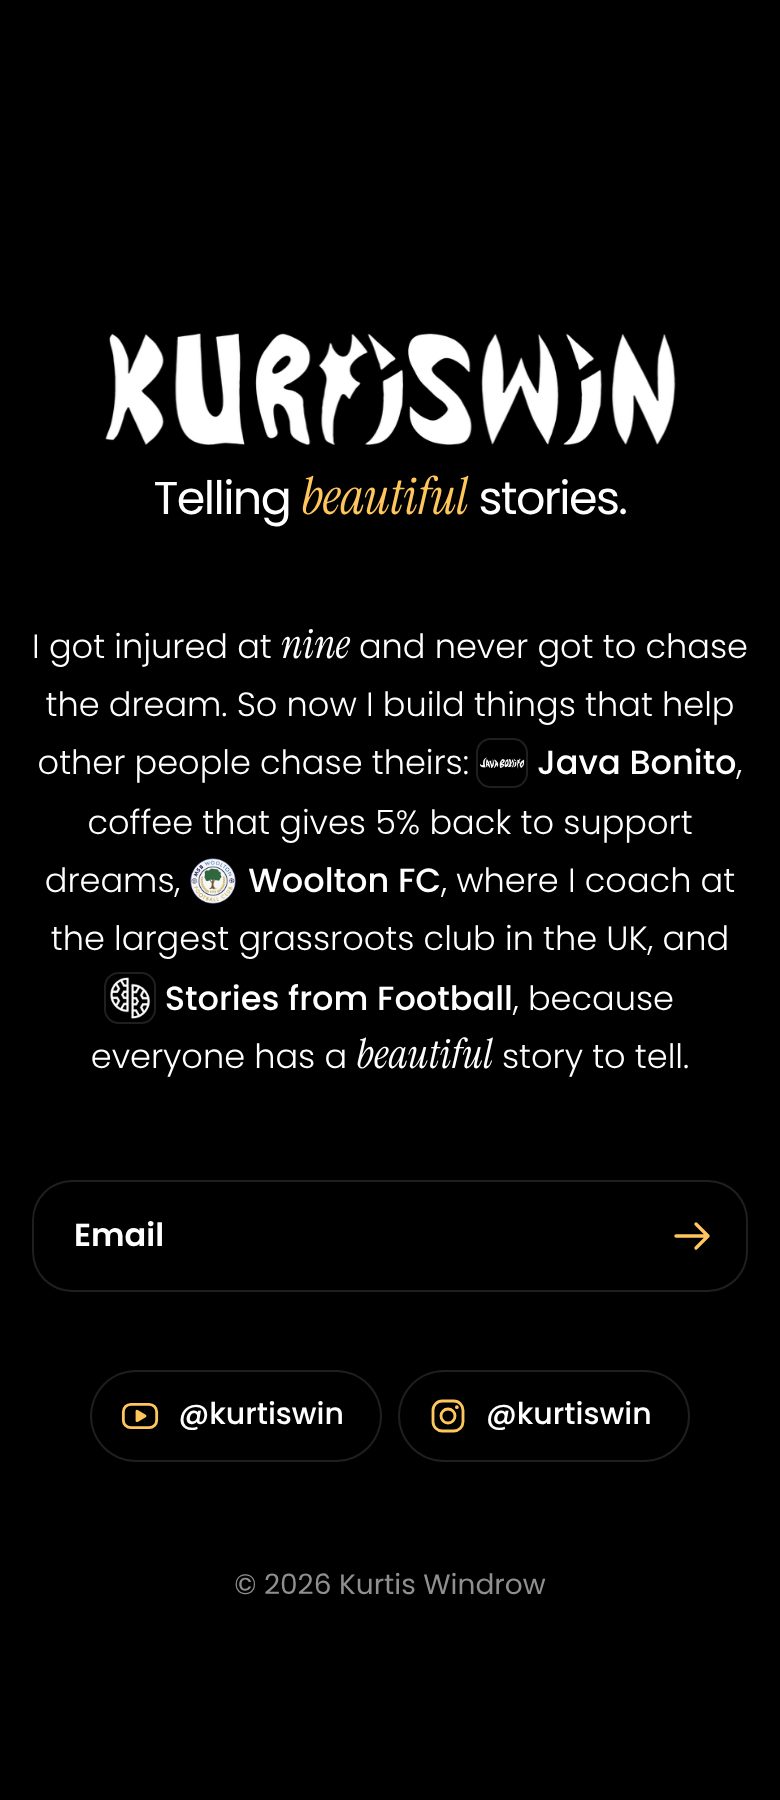 KURTISWIN
Telling beautiful stories.
I got injured at nine and never got to chase
the dream. So now I build things that help
other people chase theirs: JAVA BONITO Java Bonito,
coffee that gives 5% back to support
dreams, Woolton FC, where I coach at
the largest grassroots club in the UK, and
Stories from Football, because
everyone has a beautiful story to tell.
Email
@kurtiswin @kurtiswin
© 2026 Kurtis Windrow